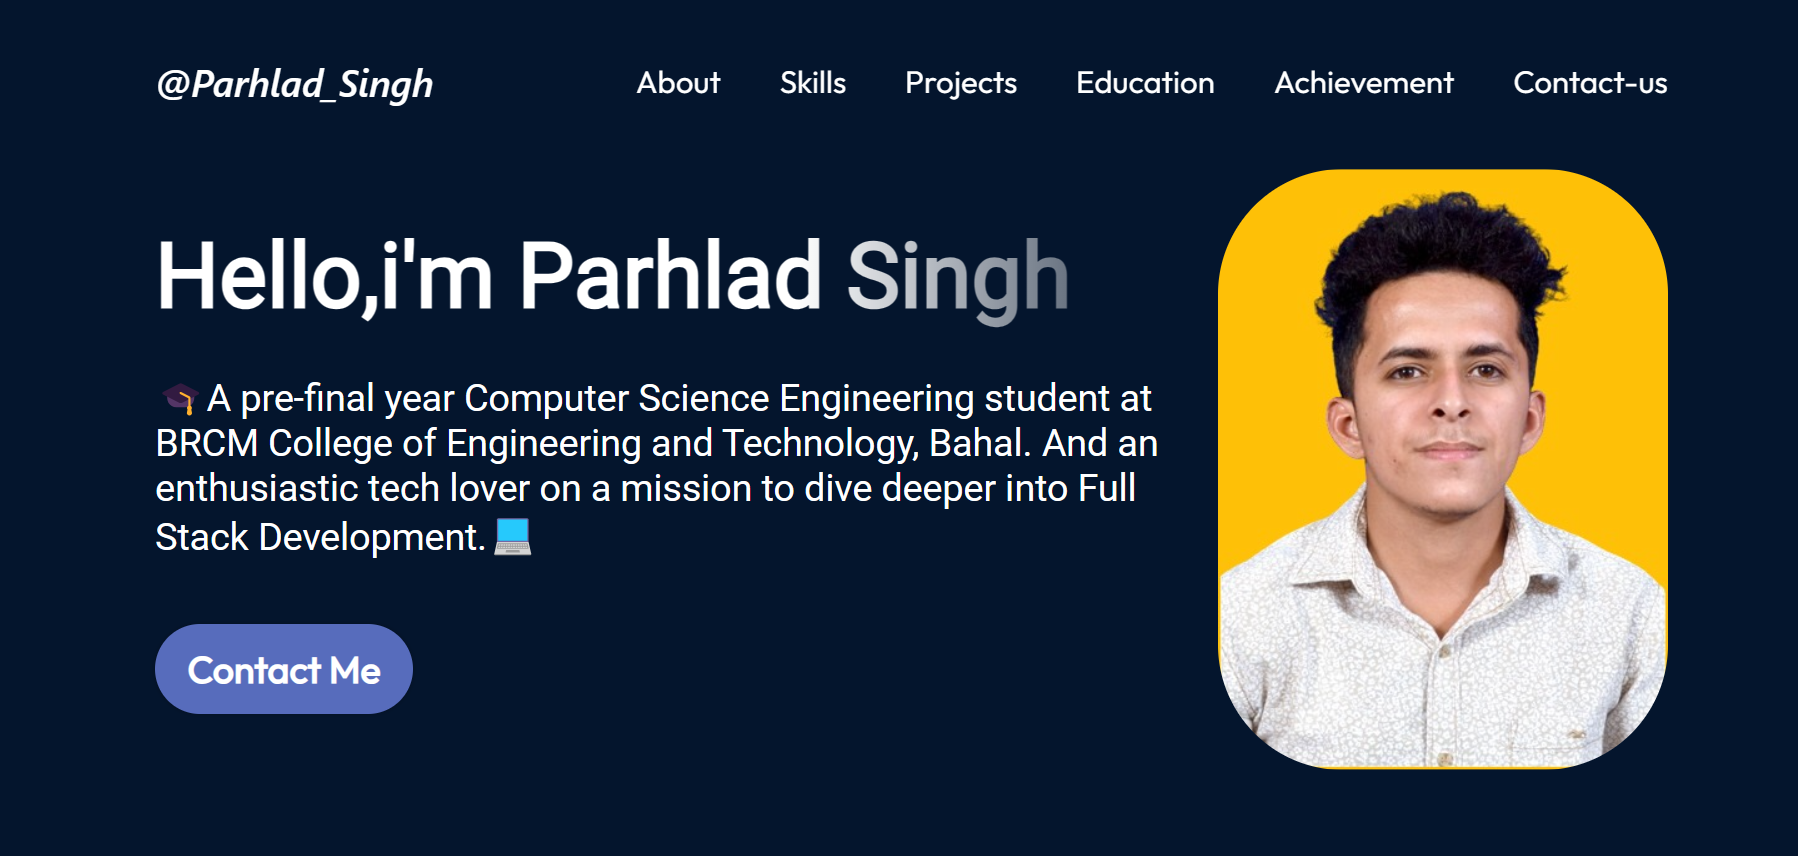 @Parhlad_Singh
About Skills Projects Education Achievement Contact-us
Hello,i'm Parhlad Singh
🎓A pre-final year Computer Science Engineering student at
BRCM College of Engineering and Technology, Bahal. And an
enthusiastic tech lover on a mission to dive deeper into Full
Stack Development.💻
Contact Me